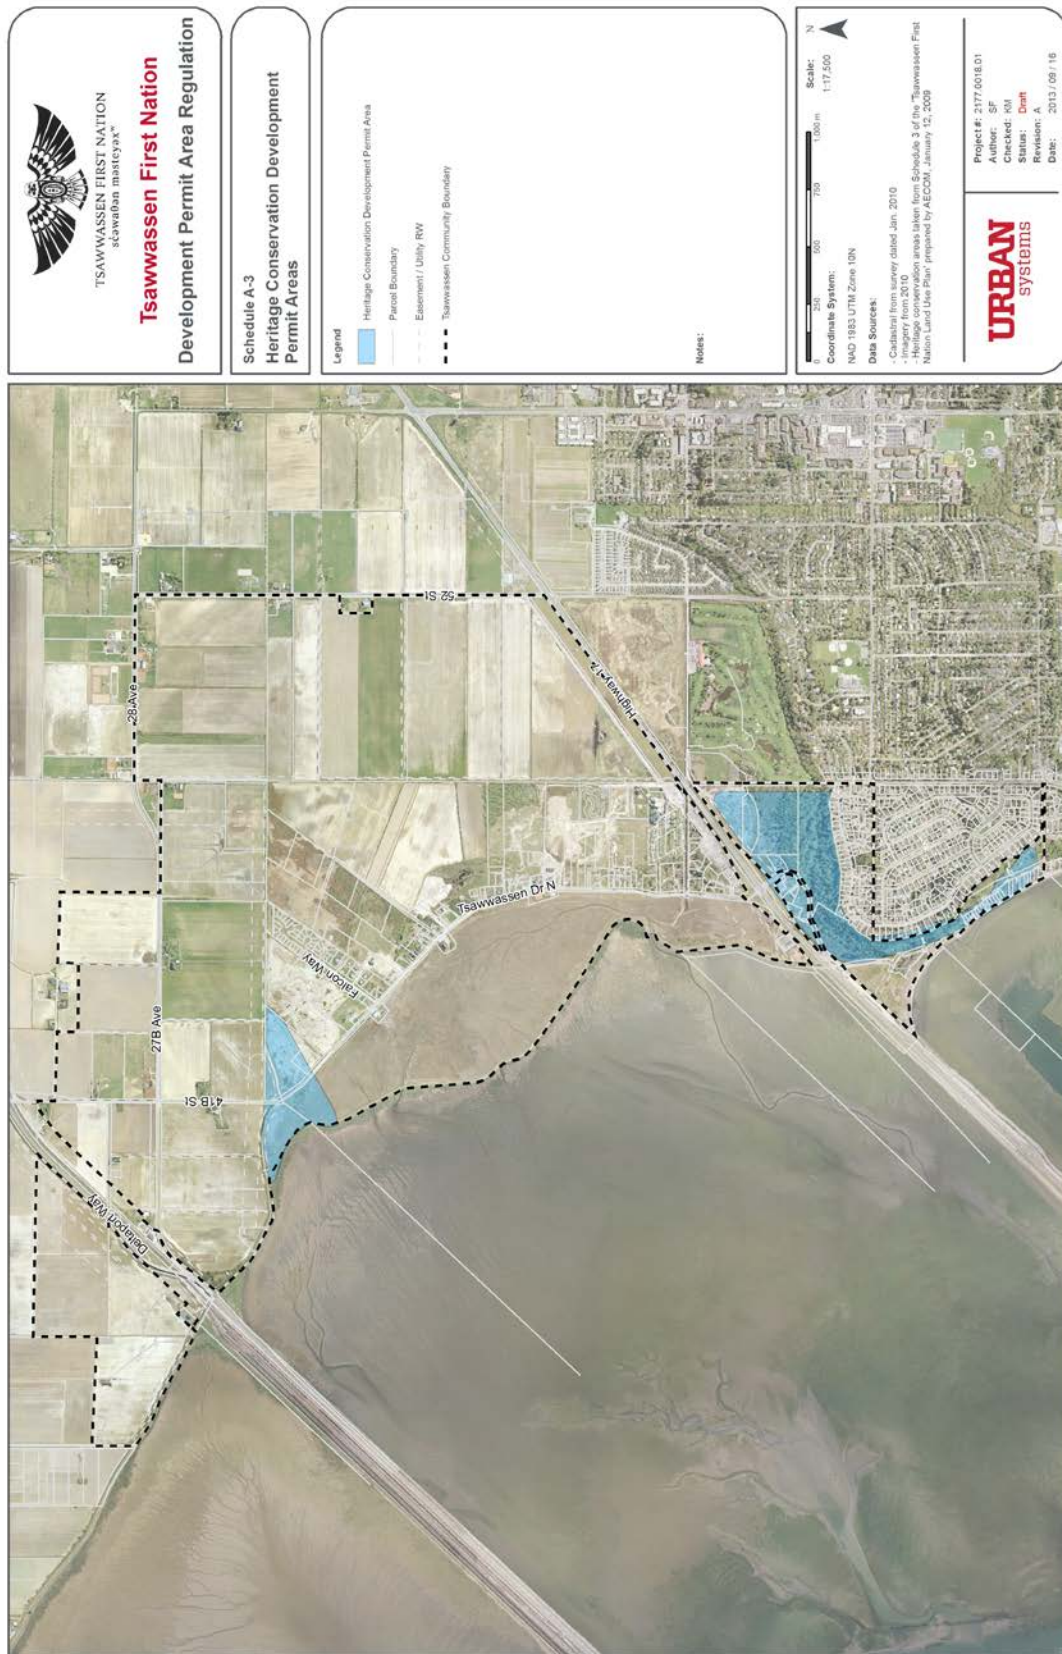 TSAWWASSEN FIRST NATION
sc̓əwaθən məsteyəxʷ
Tsawwassen First Nation
Development Permit Area Regulation
Schedule A-3
Heritage Conservation Development
Permit Areas
Legend
Heritage Conservation Development Permit Area
Parcel Boundary
Easement / Utility RW
Tsawwassen Community Boundary
Notes:
0 250 500 750 1,000 m
Scale:
1:17,500
N
Coordinate System:
NAD 1983 UTM Zone 10N
Data Sources:
- Cadastral from survey dated Jan. 2010
- Imagery from 2010
- Heritage conservation areas taken from Schedule 3 of the "Tsawwassen First
Nation Land Use Plan" prepared by AECOM, January 12, 2009
URBAN
systems
Project #: 2177.0018.01
Author: SF
Checked: KM
Status: Draft
Revision: A
Date: 2013 / 09 / 16
28 Ave
52 St
Highway 17
27B Ave
41B St
Deltaport Way
Falcon Way
Tsawwassen Dr N